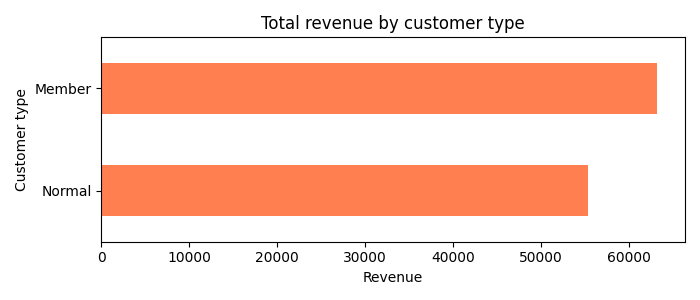 Total revenue by customer type
Customer type
Member
Normal
0 10000 20000 30000 40000 50000 60000
Revenue